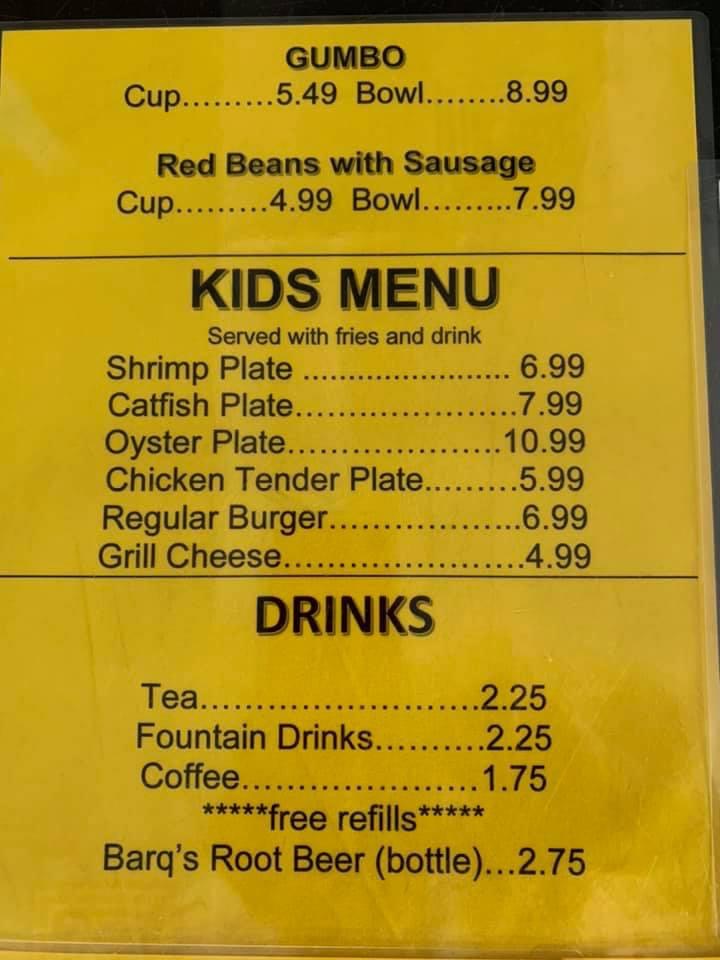 GUMBO
Cup.........5.49 Bowl........8.99
Red Beans with Sausage
Cup.........4.99 Bowl.........7.99
KIDS MENU
Served with fries and drink
Shrimp Plate ....................... 6.99
Catfish Plate.......................7.99
Oyster Plate......................10.99
Chicken Tender Plate.........5.99
Regular Burger...................6.99
Grill Cheese........................4.99
DRINKS
Tea..........................2.25
Fountain Drinks..........2.25
Coffee......................1.75
*****free refills*****
Barq's Root Beer (bottle)...2.75